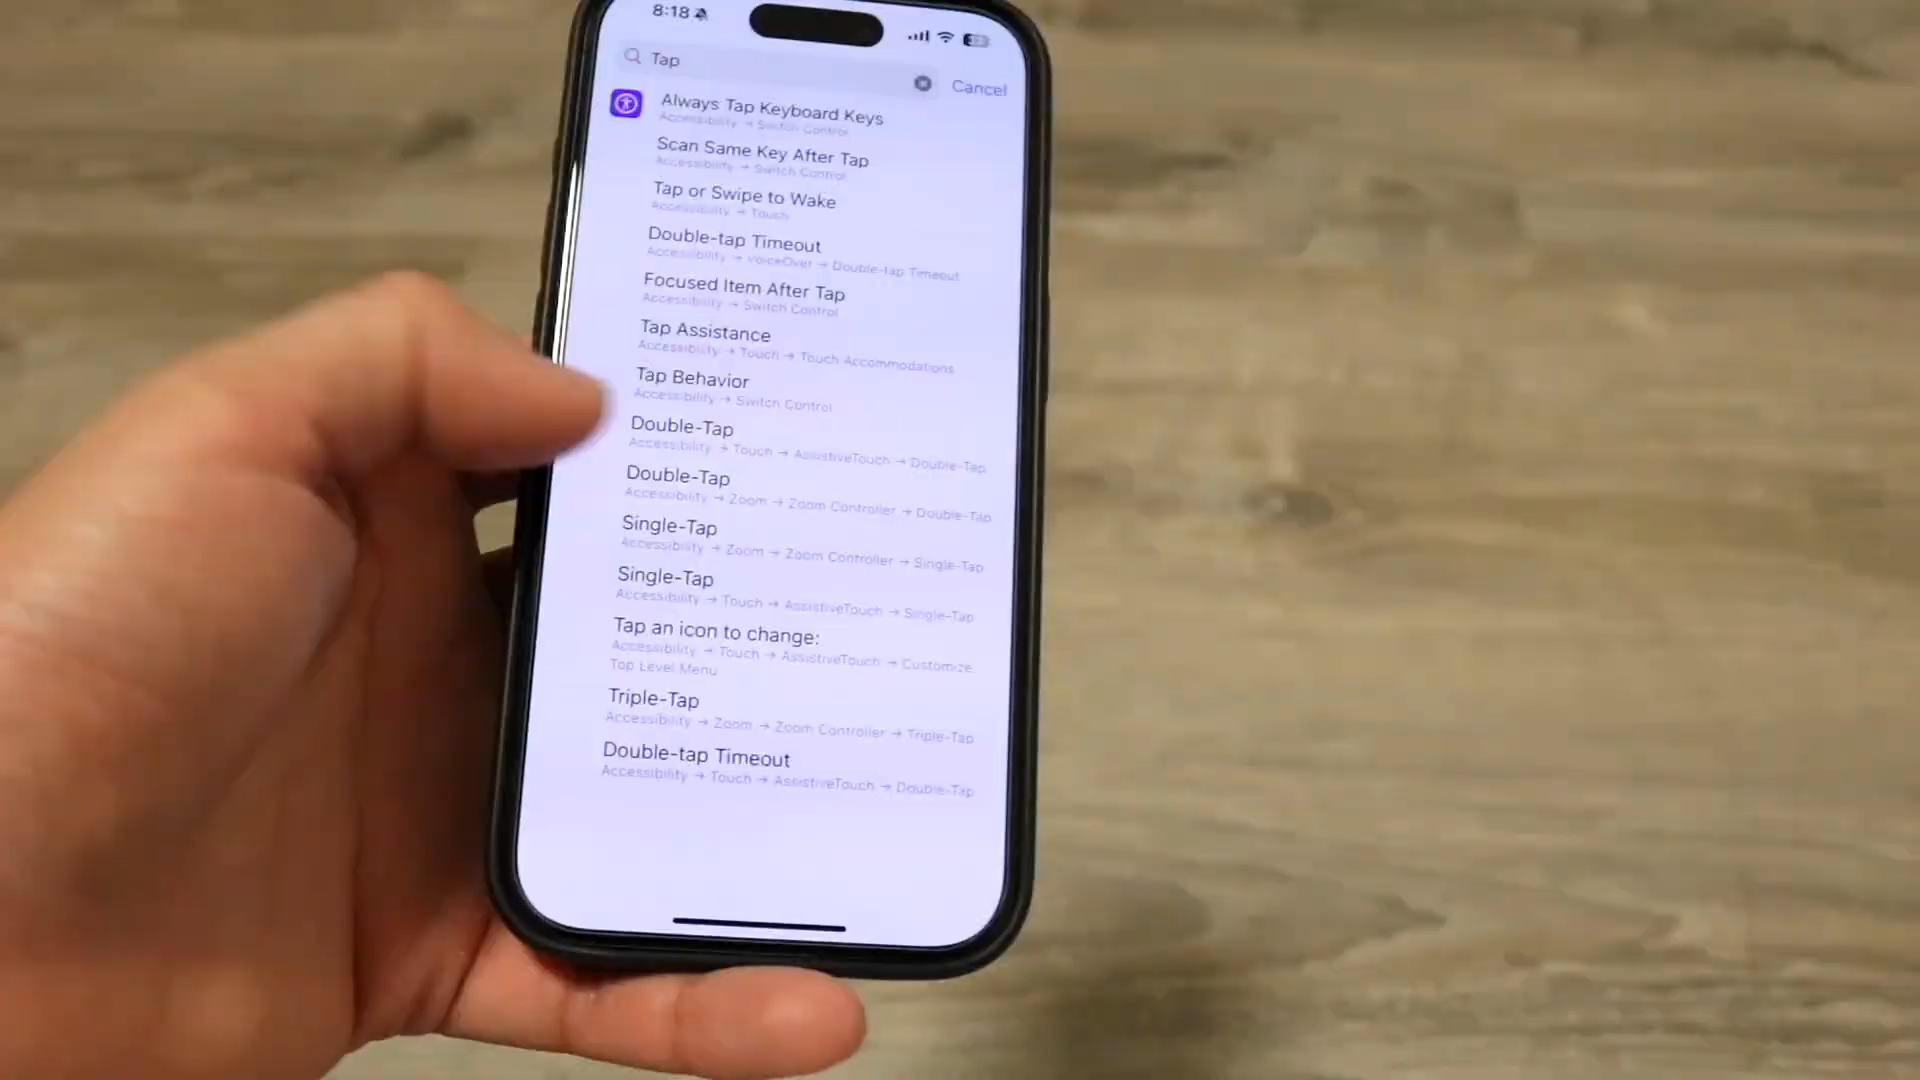 8:18
Tap
Cancel
Always Tap Keyboard Keys
Accessibility → Switch Control
Scan Same Key After Tap
Accessibility → Switch Control
Tap or Swipe to Wake
Accessibility → Touch
Double-tap Timeout
Accessibility → VoiceOver → Double-tap Timeout
Focused Item After Tap
Accessibility → Switch Control
Tap Assistance
Accessibility → Touch → Touch Accommodations
Tap Behavior
Accessibility → Switch Control
Double-Tap
Accessibility → Touch → AssistiveTouch → Double-Tap
Double-Tap
Accessibility → Zoom → Zoom Controller → Double-Tap
Single-Tap
Accessibility → Zoom → Zoom Controller → Single-Tap
Single-Tap
Accessibility → Touch → AssistiveTouch → Single-Tap
Tap an icon to change:
Accessibility → Touch → AssistiveTouch → Customize
Top Level Menu
Triple-Tap
Accessibility → Zoom → Zoom Controller → Triple-Tap
Double-tap Timeout
Accessibility → Touch → AssistiveTouch → Double-Tap